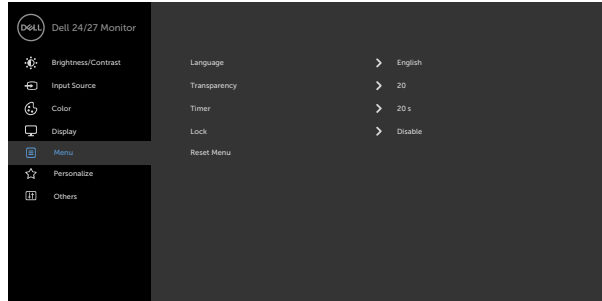 DELL Dell 24/27 Monitor
Brightness/Contrast
Language English
Input Source
Transparency 20
Color
Timer 20 s
Display
Lock Disable
Menu
Reset Menu
Personalize
Others